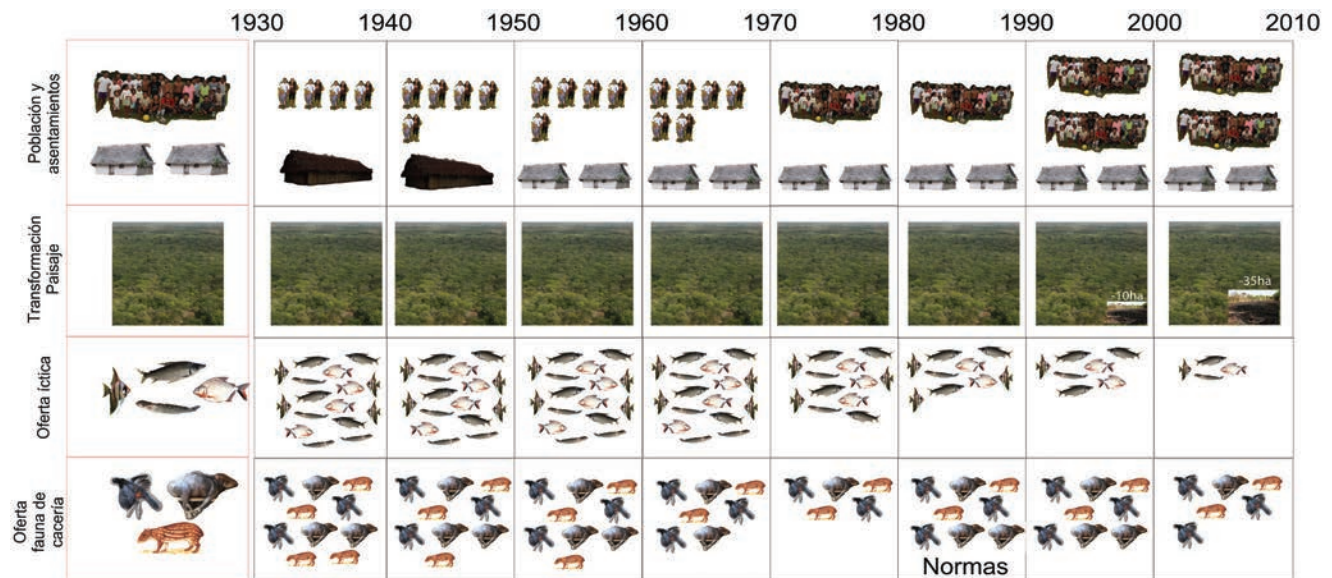 1930 1940 1950 1960 1970 1980 1990 2000 2010
Población y
asentamientos
Transformación
Paisaje
-10ha
-35ha
Oferta íctica
Oferta
fauna de
cacería
Normas